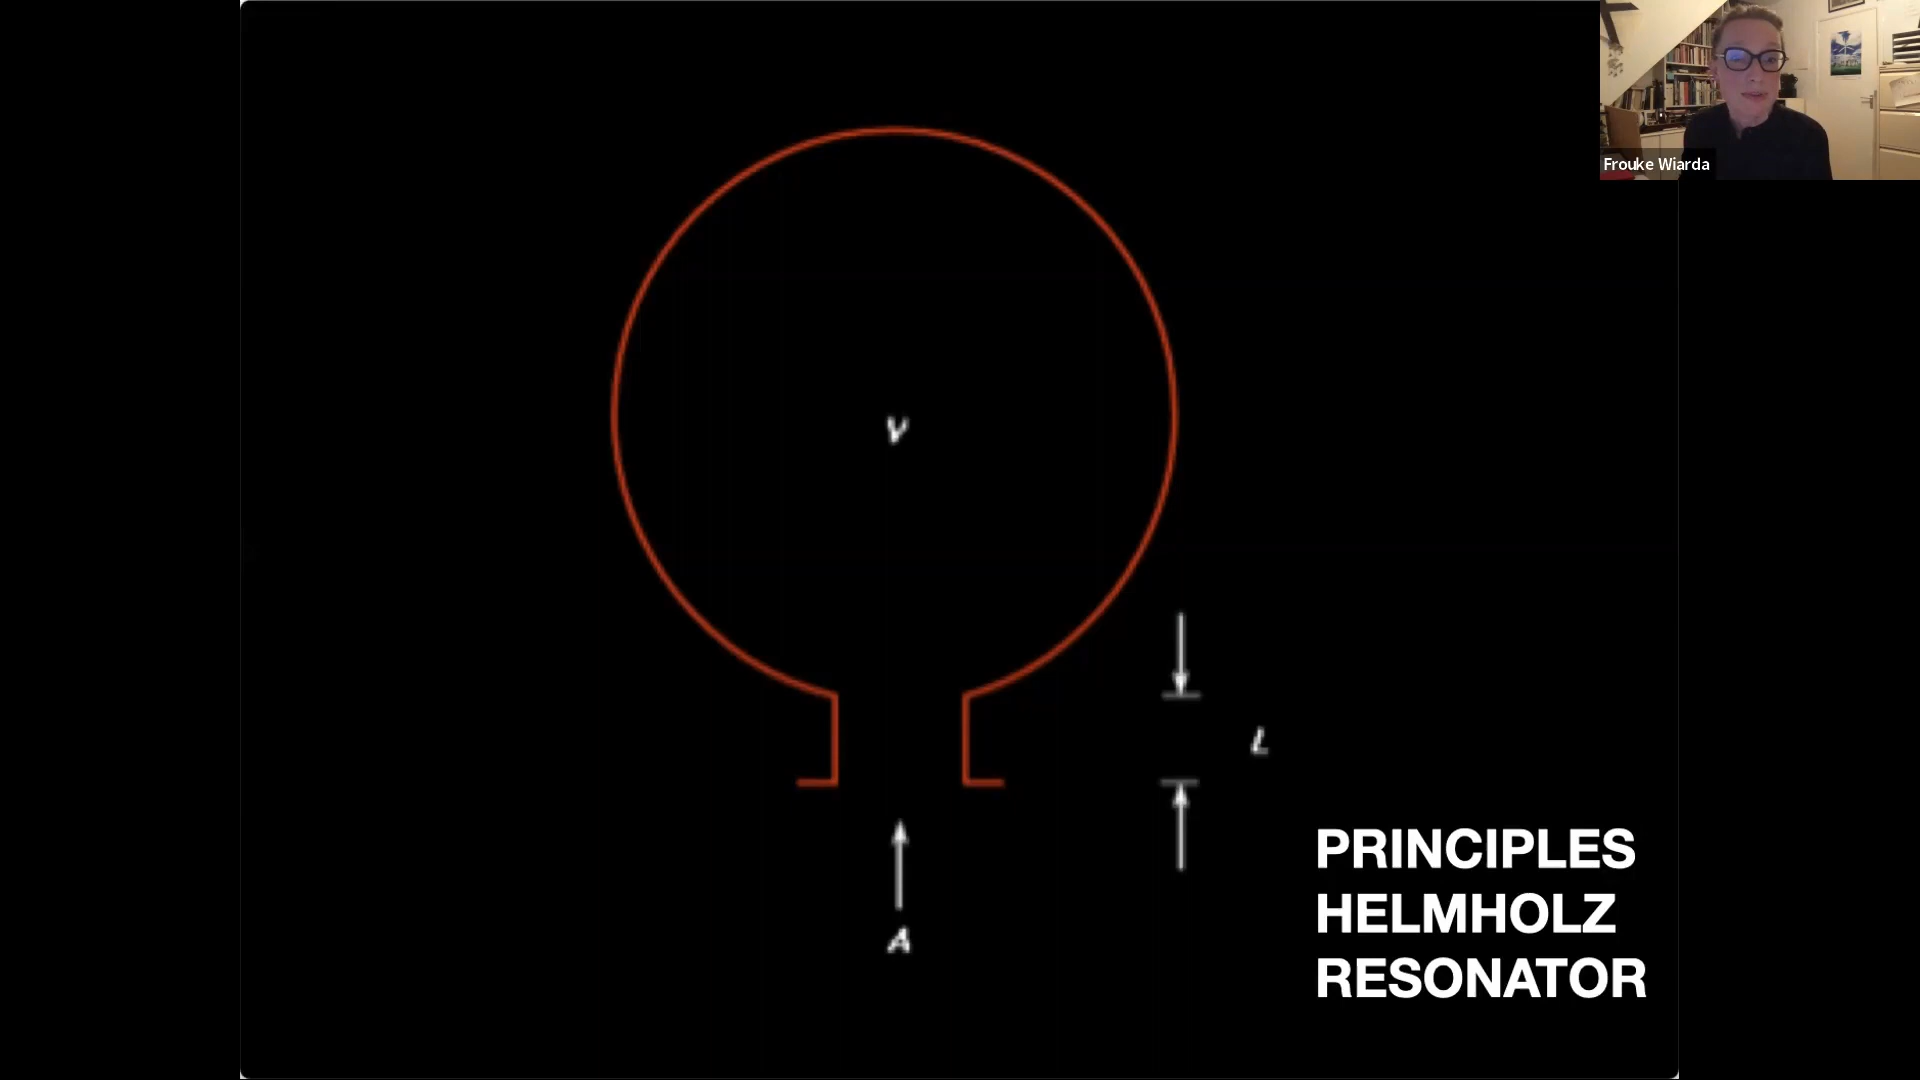 Frouke Wiarda
V
L
A
PRINCIPLES
HELMHOLZ
RESONATOR